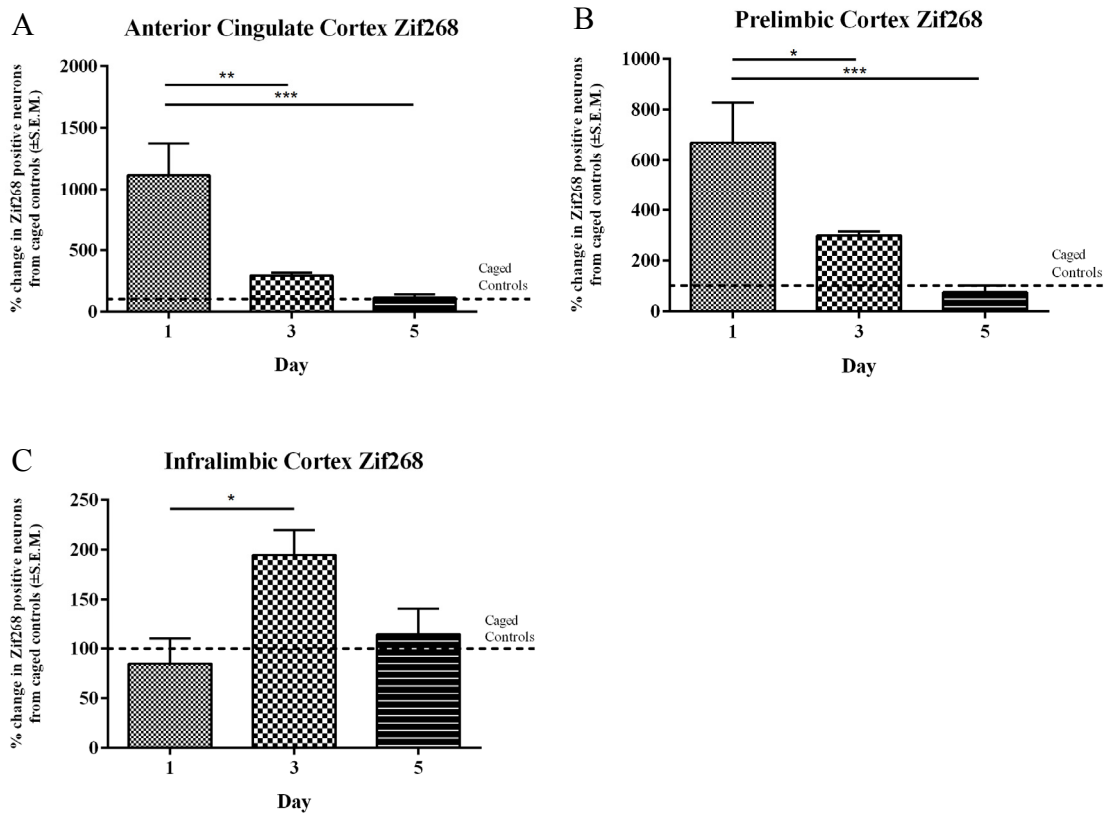 A
Anterior Cingulate Cortex Zif268
% change in Zif268 positive neurons
from caged controls (±S.E.M.)
2000
1500
1000
500
0
**
***
Caged
Controls
1 3 5
Day
B
Prelimbic Cortex Zif268
% change in Zif268 positive neurons
from caged controls (±S.E.M.)
1000
800
600
400
200
0
*
***
Caged
Controls
1 3 5
Day
C
Infralimbic Cortex Zif268
% change in Zif268 positive neurons
from caged controls (±S.E.M.)
250
200
150
100
50
0
*
Caged
Controls
1 3 5
Day